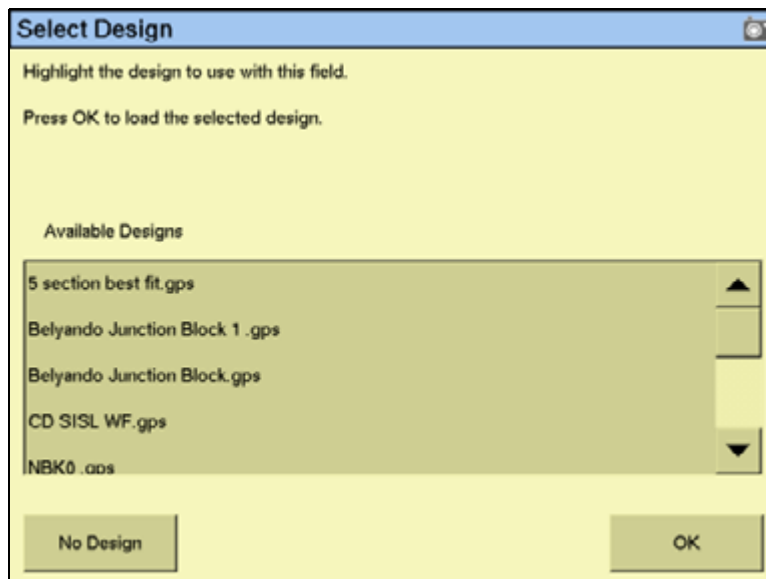 Select Design
Highlight the design to use with this field.
Press OK to load the selected design.
Available Designs
5 section best fit.gps
Belyando Junction Block 1 .gps
Belyando Junction Block.gps
CD SISL WF.gps
NBK0 .gps
No Design
OK